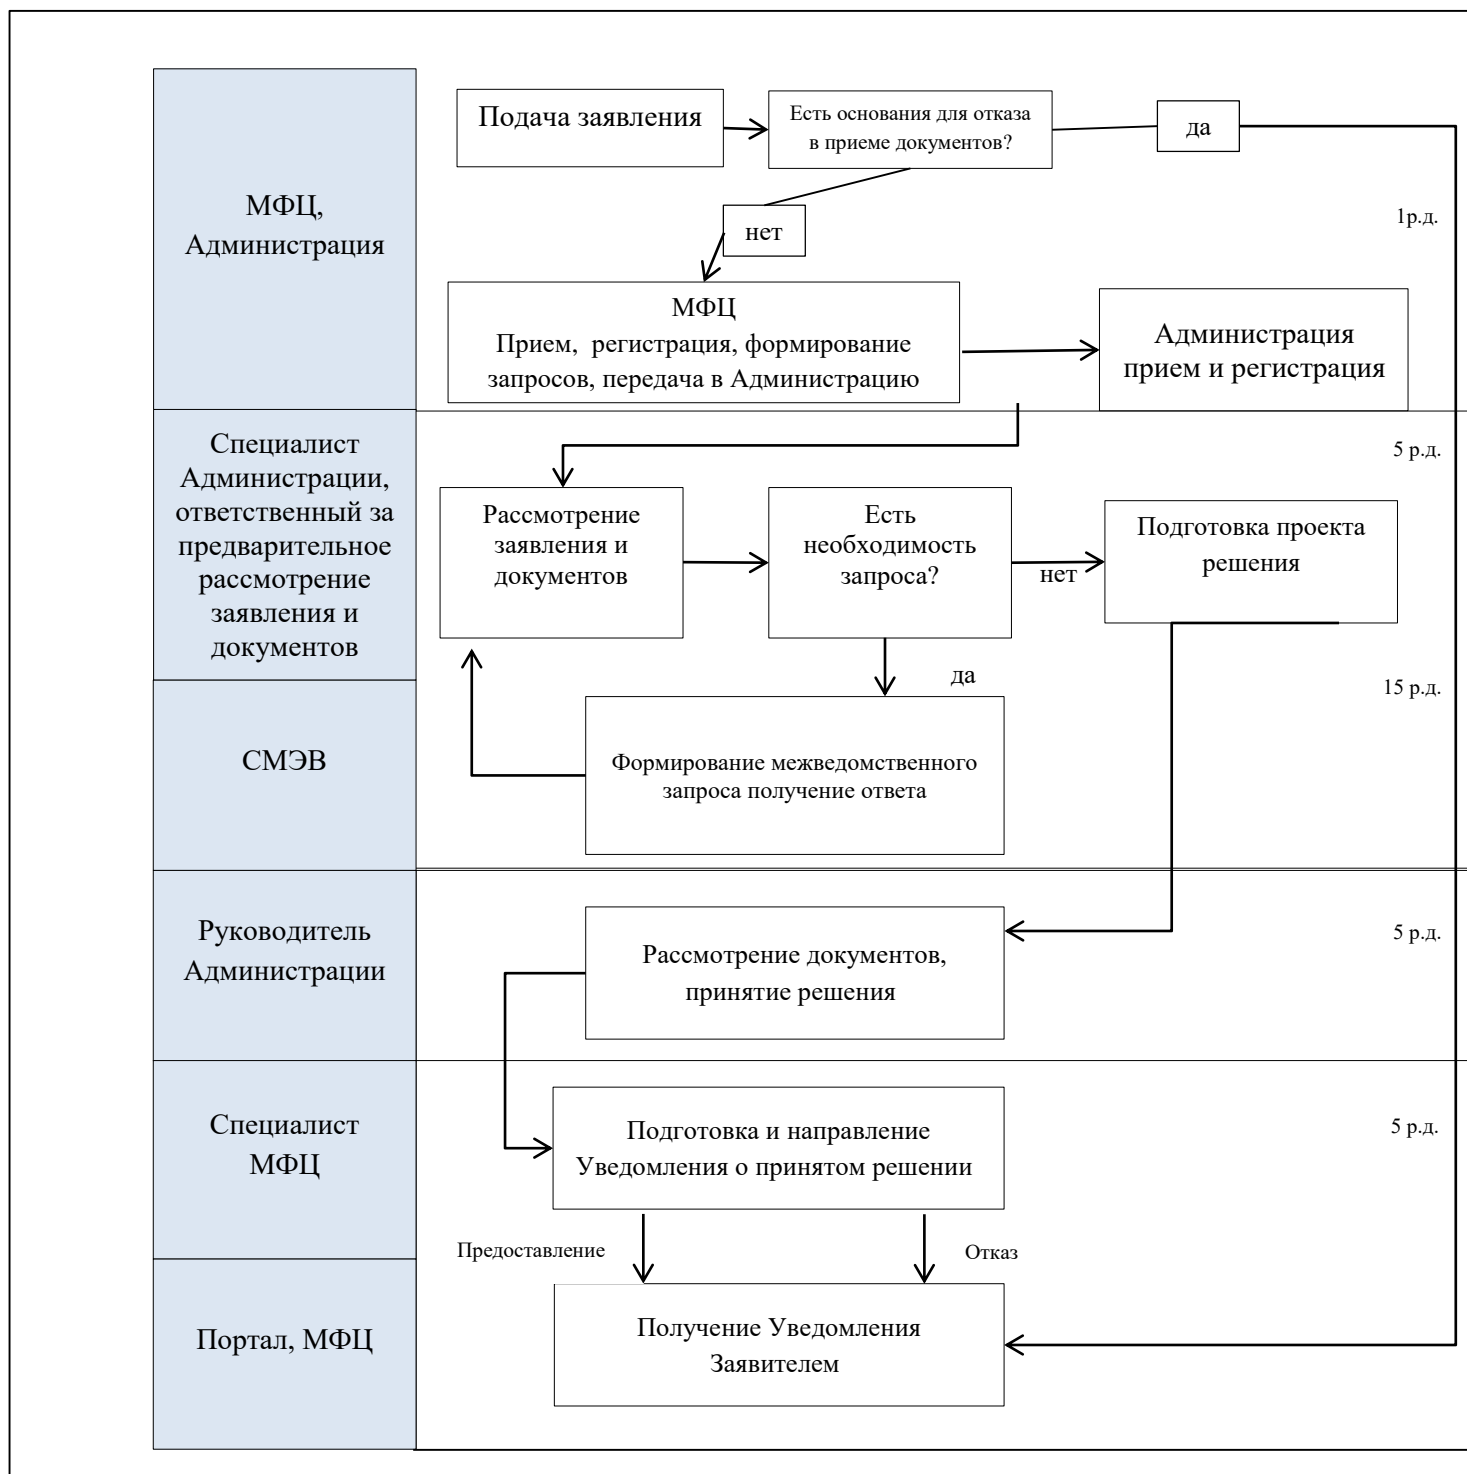 Подача заявления
Есть основания для отказа
в приеме документов?
да
МФЦ,
Администрация
1р.д.
нет
МФЦ
Прием,  регистрация, формирование
запросов, передача в Администрацию
Администрация
прием и регистрация
Специалист
Администрации,
ответственный за
предварительное
рассмотрение
заявления и
документов
5 р.д.
Рассмотрение
заявления и
документов
Есть
необходимость
запроса?
нет
Подготовка проекта
решения
да
15 р.д.
СМЭВ
Формирование межведомственного
запроса получение ответа
Руководитель
Администрации
Рассмотрение документов,
принятие решения
5 р.д.
Специалист
МФЦ
Подготовка и направление
Уведомления о принятом решении
5 р.д.
Предоставление
Отказ
Портал, МФЦ
Получение Уведомления
Заявителем